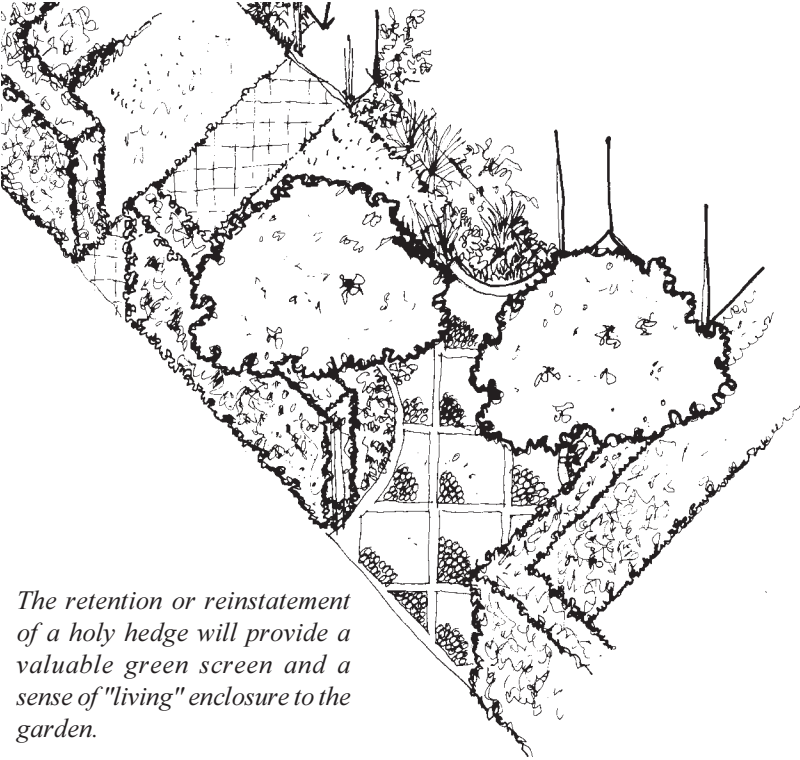 The retention or reinstatement
of a holy hedge will provide a
valuable green screen and a
sense of "living" enclosure to the
garden.